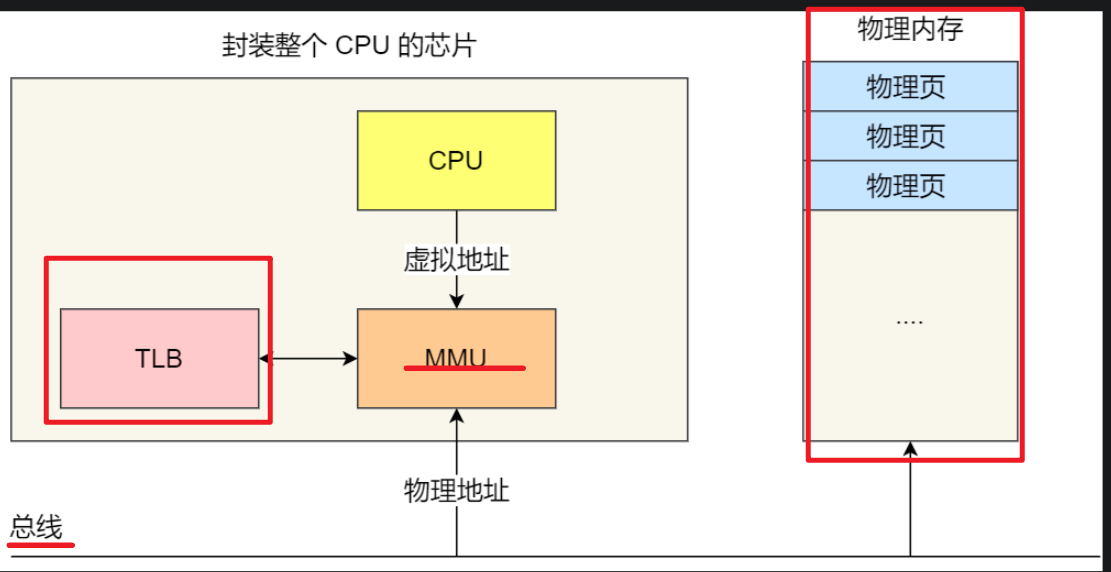 封装整个 CPU 的芯片
物理内存
物理页
物理页
物理页
CPU
虚拟地址
TLB
MMU
....
物理地址
总线